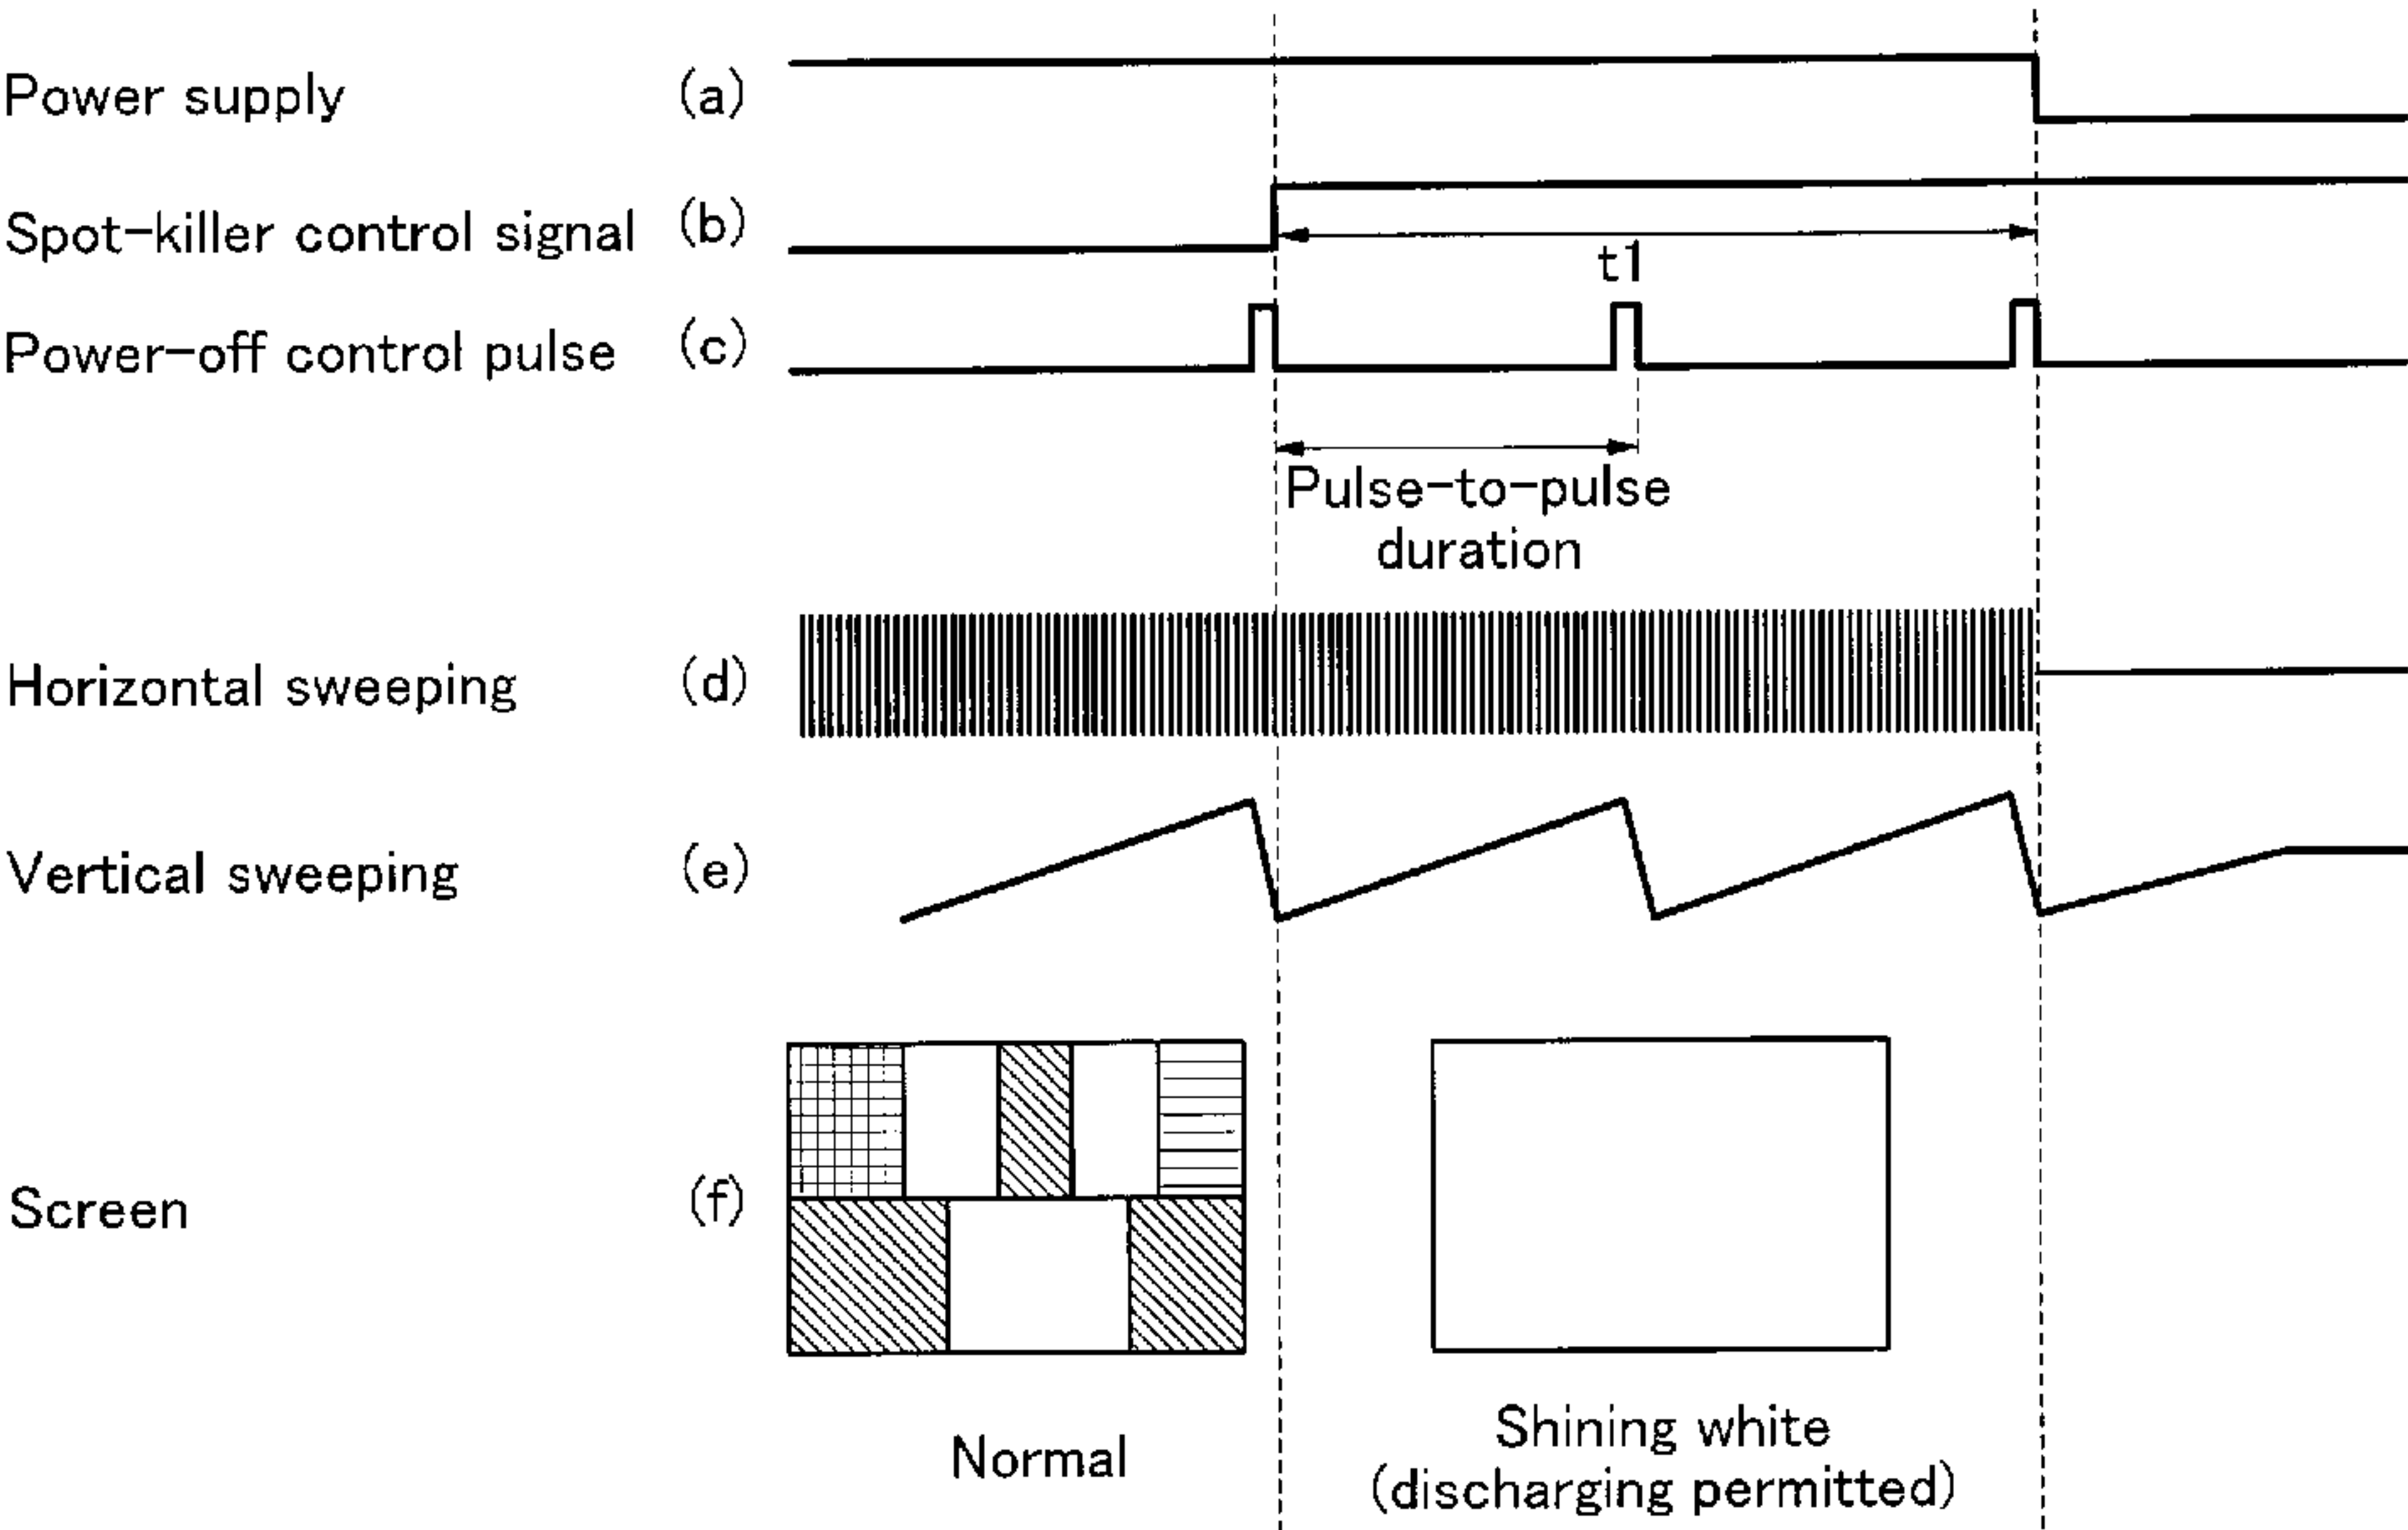 Power supply (a)
Spot-killer control signal (b)
t1
Power-off control pulse (c)
Pulse-to-pulse
duration
Horizontal sweeping (d)
Vertical sweeping (e)
Screen (f)
Normal
Shining white
(discharging permitted)